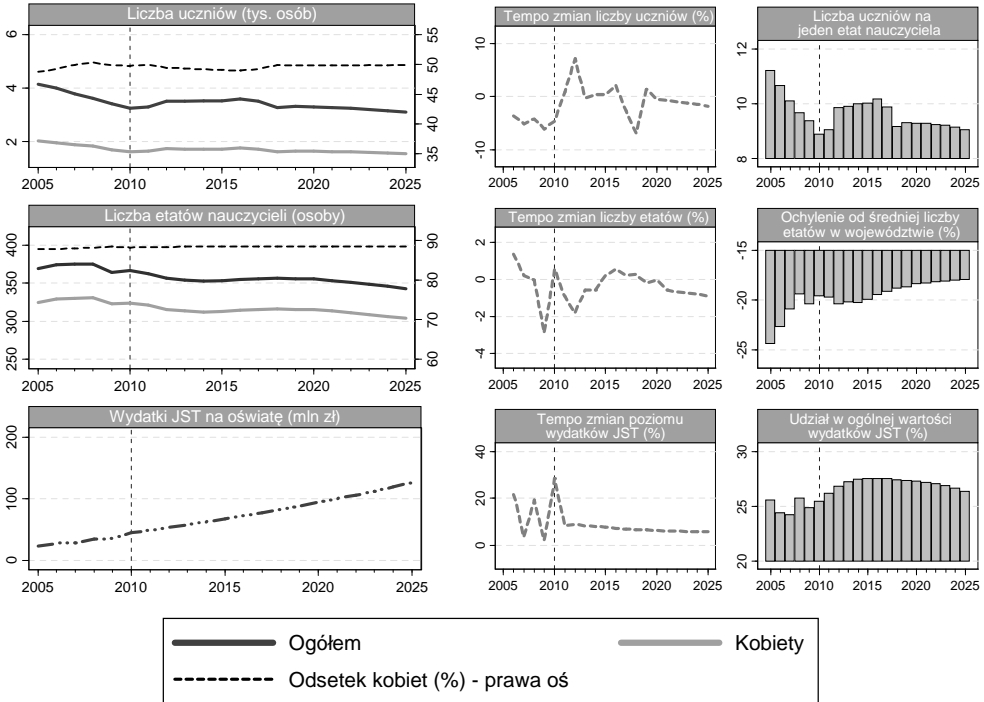 Liczba uczniów (tys. osób)
6
4
2
55
50
45
40
35
2005 2010 2015 2020 2025
Tempo zmian liczby uczniów (%)
10
0
-10
2005 2010 2015 2020 2025
Liczba uczniów na
jeden etat nauczyciela
12
10
8
2005 2010 2015 2020 2025
Liczba etatów nauczycieli (osoby)
400
350
300
250
90
80
70
60
2005 2010 2015 2020 2025
Tempo zmian liczby etatów (%)
2
0
-2
-4
2005 2010 2015 2020 2025
Ochylenie od średniej liczby
etatów w województwie (%)
-15
-20
-25
2005 2010 2015 2020 2025
Wydatki JST na oświatę (mln zł)
200
100
0
2005 2010 2015 2020 2025
Tempo zmian poziomu
wydatków JST (%)
40
20
0
2005 2010 2015 2020 2025
Udział w ogólnej wartości
wydatków JST (%)
30
25
20
2005 2010 2015 2020 2025
Ogółem Kobiety
Odsetek kobiet (%) - prawa oś